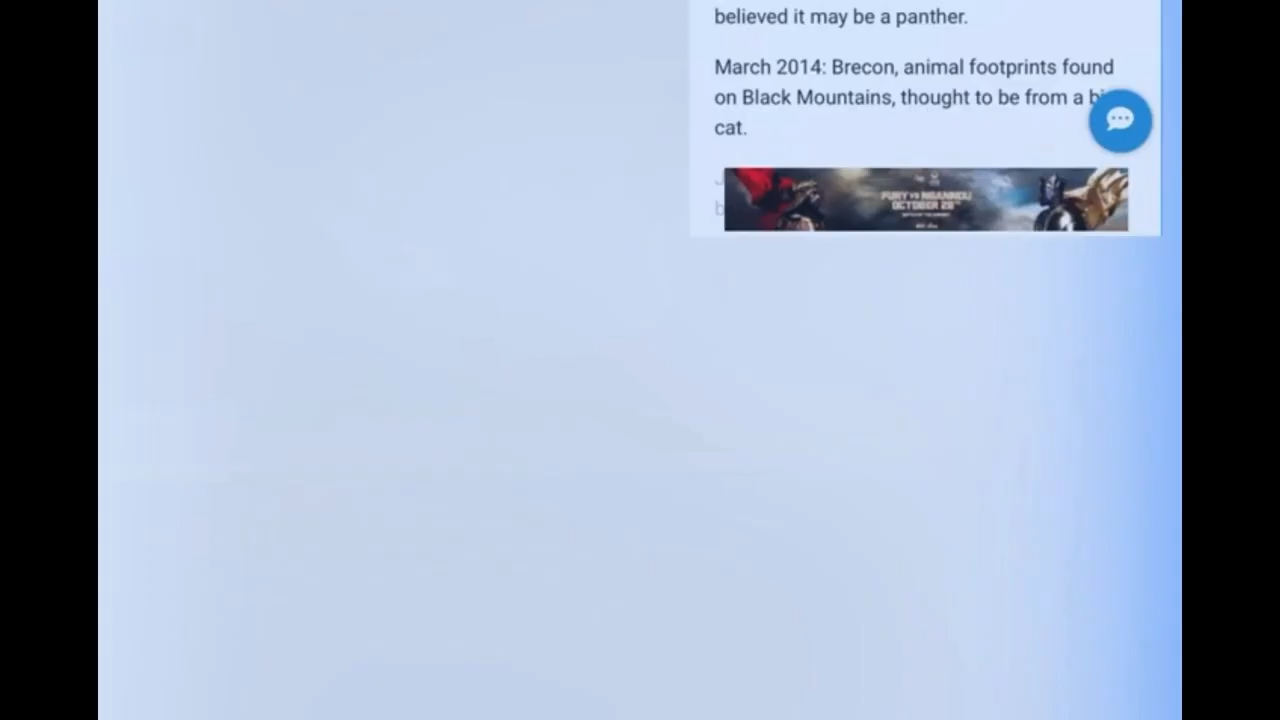 believed it may be a panther.
March 2014: Brecon, animal footprints found
on Black Mountains, thought to be from a
cat.
FURY VS NGANNOU
OCTOBER 28TH